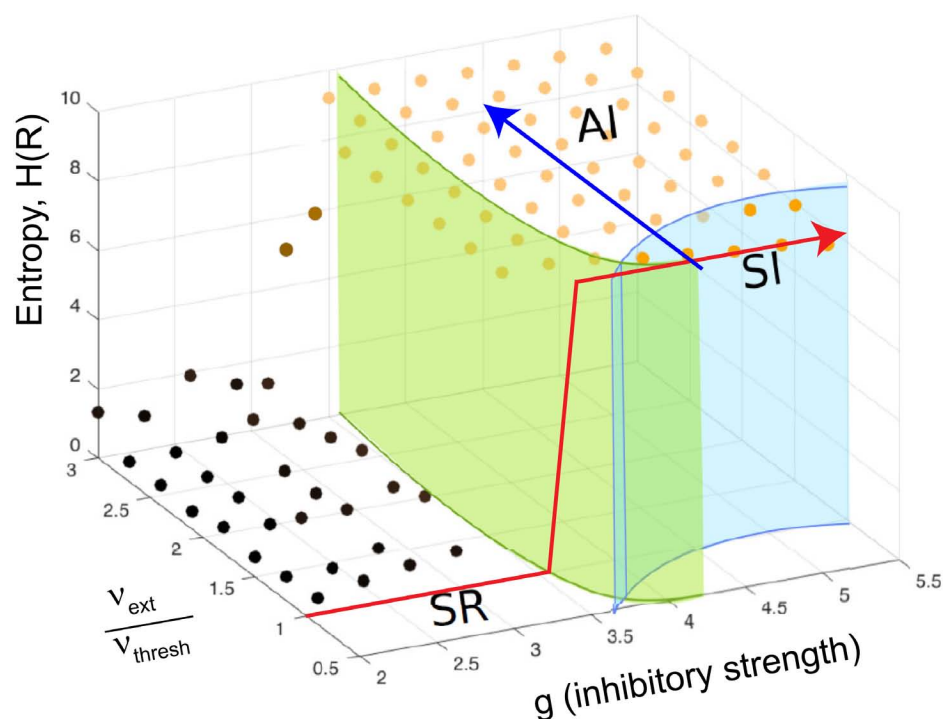 Entropy, H(R)
10
8
6
4
2
0
3
2.5
2
1.5
1
0.5
ν_ext
ν_thresh
2
2.5
3
3.5
4
4.5
5
5.5
g (inhibitory strength)
AI
SI
SR